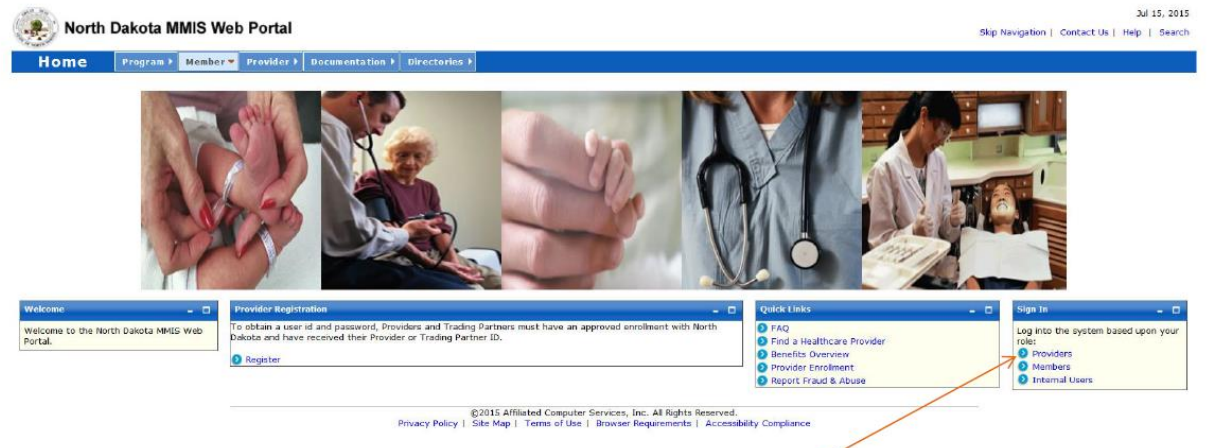 Jul 15, 2015
North Dakota MMIS Web Portal
Skip Navigation | Contact Us | Help | Search
Home Program Member Provider Documentation Directories
Welcome
Welcome to the North Dakota MMIS Web
Portal.
Provider Registration
To obtain a user id and password, Providers and Trading Partners must have an approved enrollment with North
Dakota and have received their Provider or Trading Partner ID.
Register
Quick Links
FAQ
Find a Healthcare Provider
Benefits Overview
Provider Enrollment
Report Fraud & Abuse
Sign In
Log into the system based upon your
role:
Providers
Members
Internal Users
©2015 Affiliated Computer Services, Inc. All Rights Reserved.
Privacy Policy | Site Map | Terms of Use | Browser Requirements | Accessibility Compliance